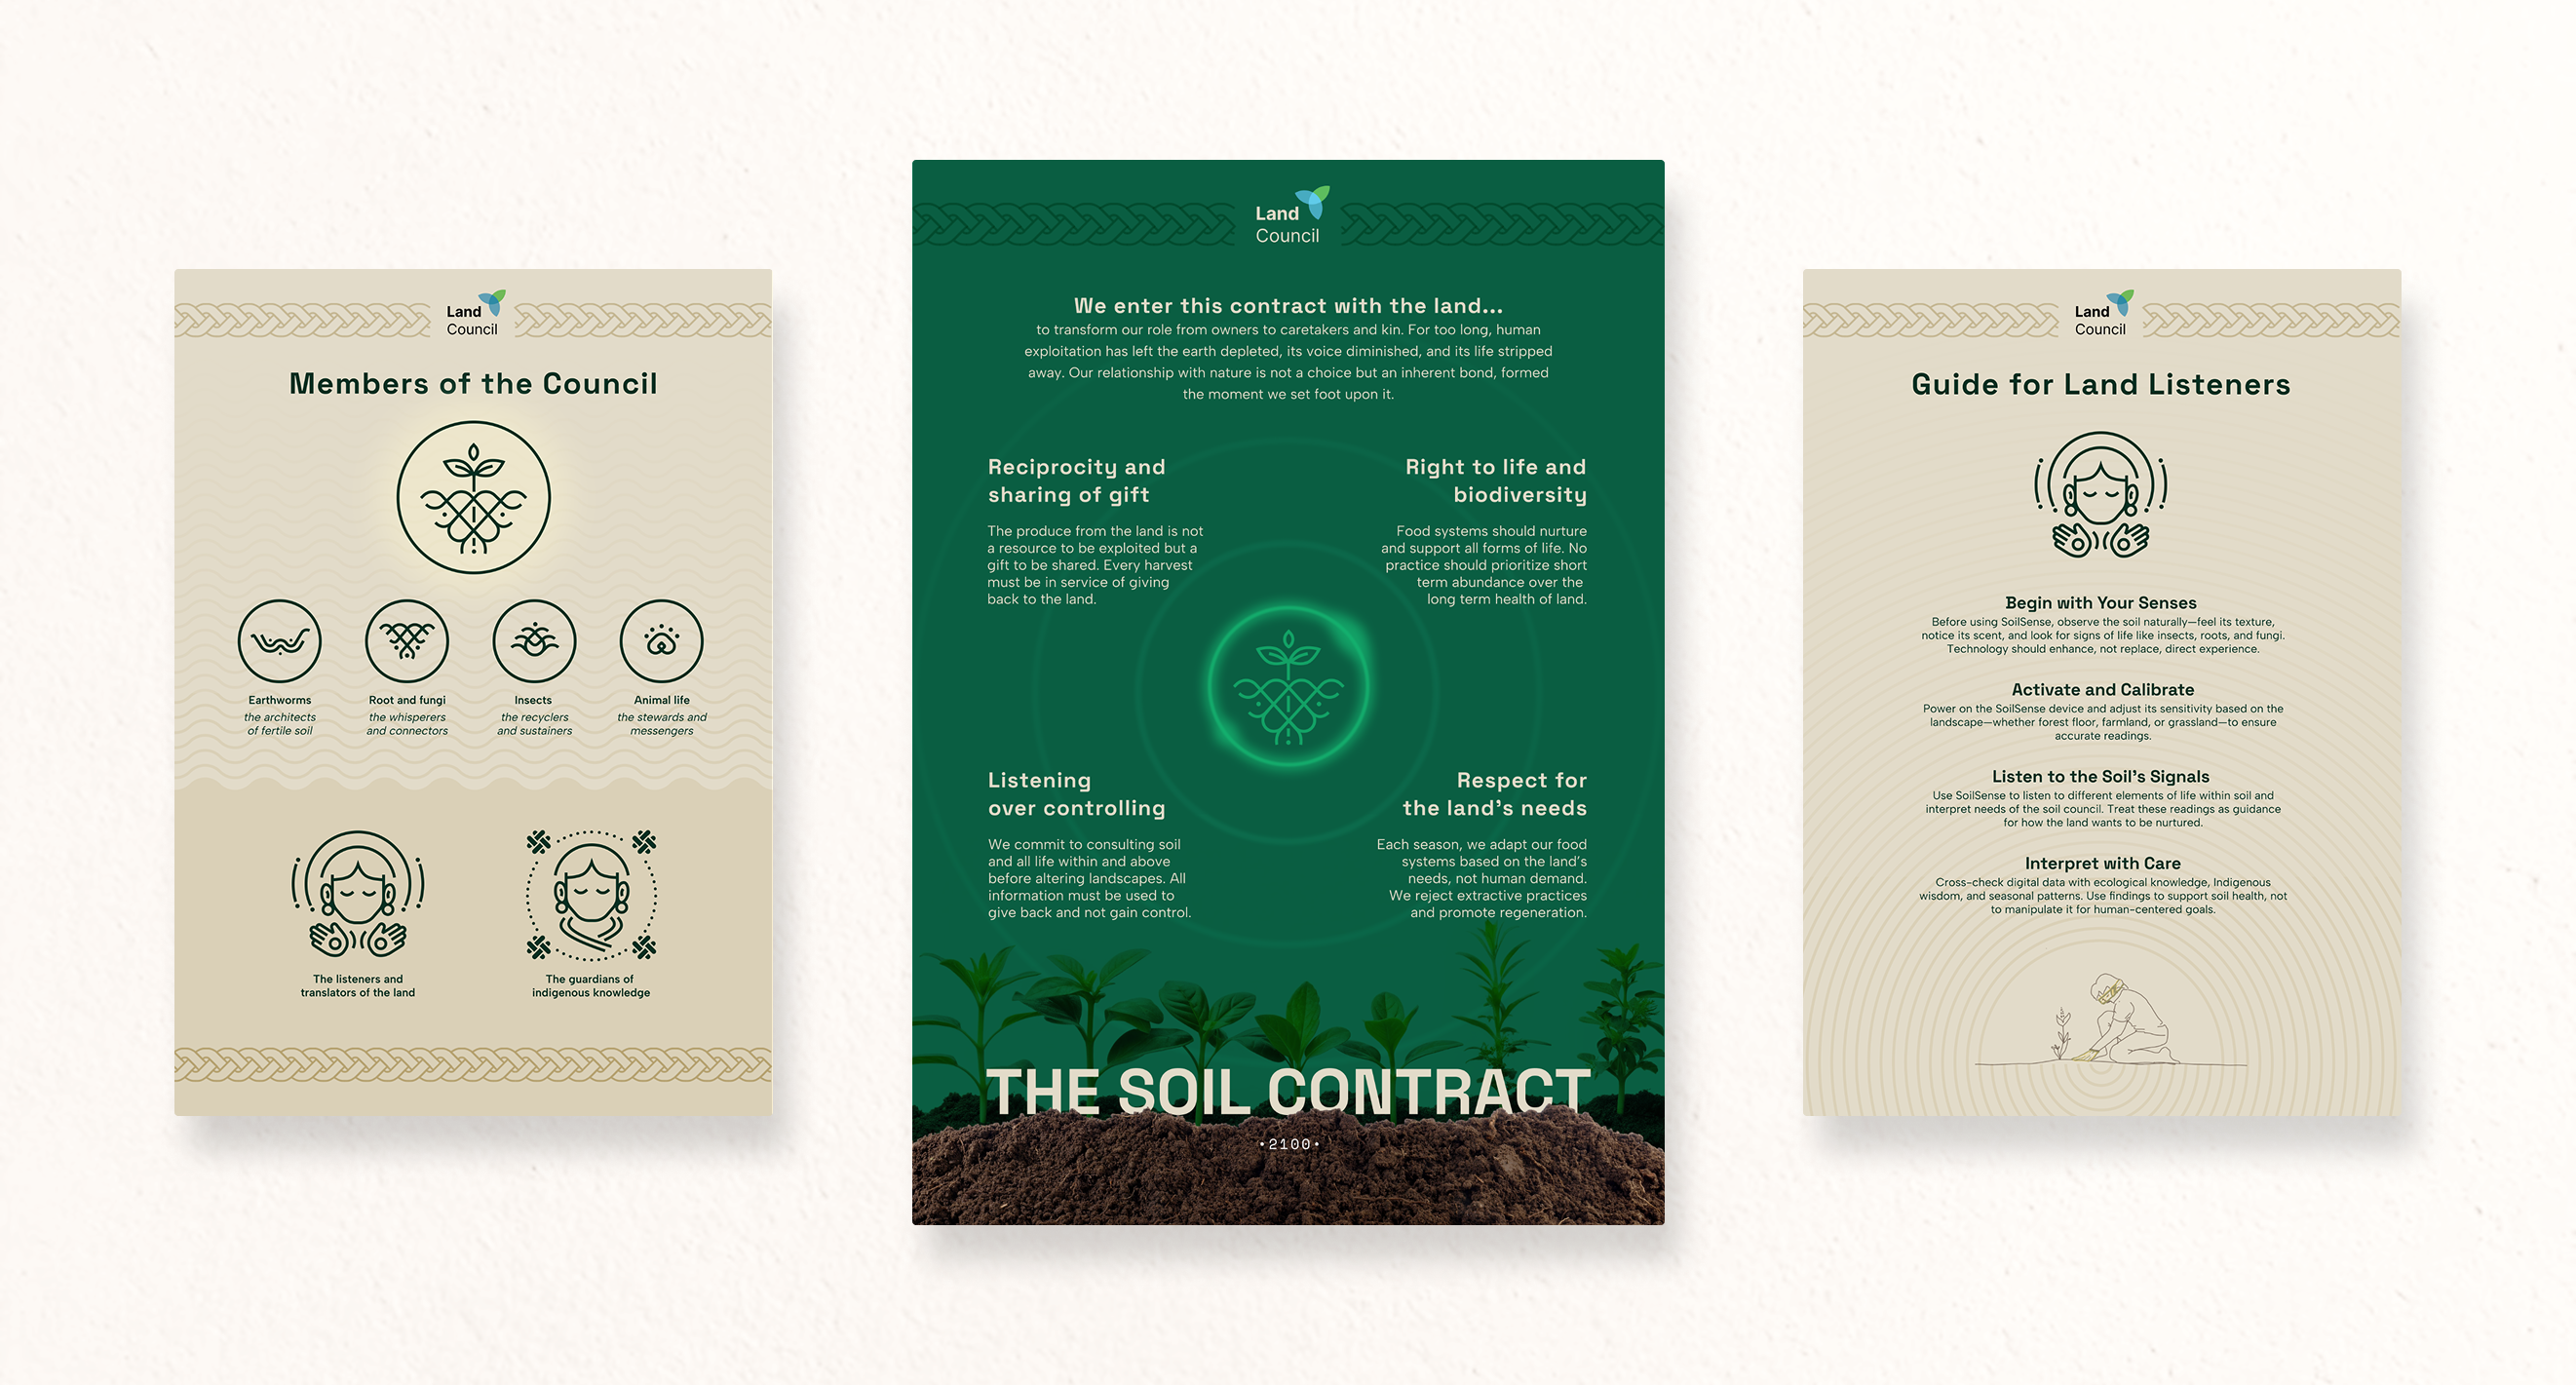 Land
Council
Members of the Council
Earthworms
the architects
of fertile soil
Root and fungi
the whisperers
and connectors
Insects
the recyclers
and sustainers
Animal life
the stewards and
messengers
The listeners and
translators of the land
The guardians of
indigenous knowledge
Land
Council
We enter this contract with the land...
to transform our role from owners to caretakers and kin. For too long, human
exploitation has left the earth depleted, its voice diminished, and its life stripped
away. Our relationship with nature is not a choice but an inherent bond, formed
the moment we set foot upon it.
Reciprocity and
sharing of gift
The produce from the land is not
a resource to be exploited but a
gift to be shared. Every harvest
must be in service of giving
back to the land.
Right to life and
biodiversity
Food systems should nurture
and support all forms of life. No
practice should prioritize short
term abundance over the
long term health of land.
Listening
over controlling
We commit to consulting soil
and all life within and above
before altering landscapes. All
information must be used to
give back and not gain control.
Respect for
the land's needs
Each season, we adapt our food
systems based on the land's
needs, not human demand.
We reject extractive practices
and promote regeneration.
THE SOIL CONTRACT
•2100•
Land
Council
Guide for Land Listeners
Begin with Your Senses
Before using SoilSense, observe the soil naturally—feel its texture,
notice its scent, and look for signs of life like insects, roots, and fungi.
Technology should enhance, not replace, direct experience.
Activate and Calibrate
Power on the SoilSense device and adjust its sensitivity based on the
landscape—whether forest floor, farmland, or grassland—to ensure
accurate readings.
Listen to the Soil's Signals
Use SoilSense to listen to different elements of life within soil and
interpret needs of the soil council. Treat these readings as guidance
for how the land wants to be nurtured.
Interpret with Care
Cross-check digital data with ecological knowledge, Indigenous
wisdom, and seasonal patterns. Use findings to support soil health, not
to manipulate it for human-centered goals.